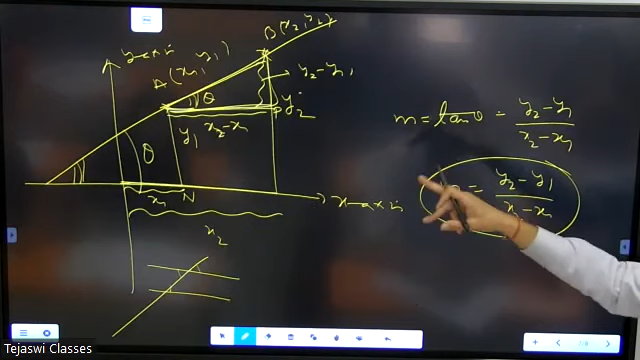 y-axis
A (x₁, y₁)
B (x₂, y₂)
y₂-y₁
θ
y₂
y₁
x₂-x₁
θ
x₁
N
x-axis
x₂
m = tanθ = y₂-y₁ / x₂-x₁
= y₂-y₁ / x₂-x₁
Tejaswi Classes